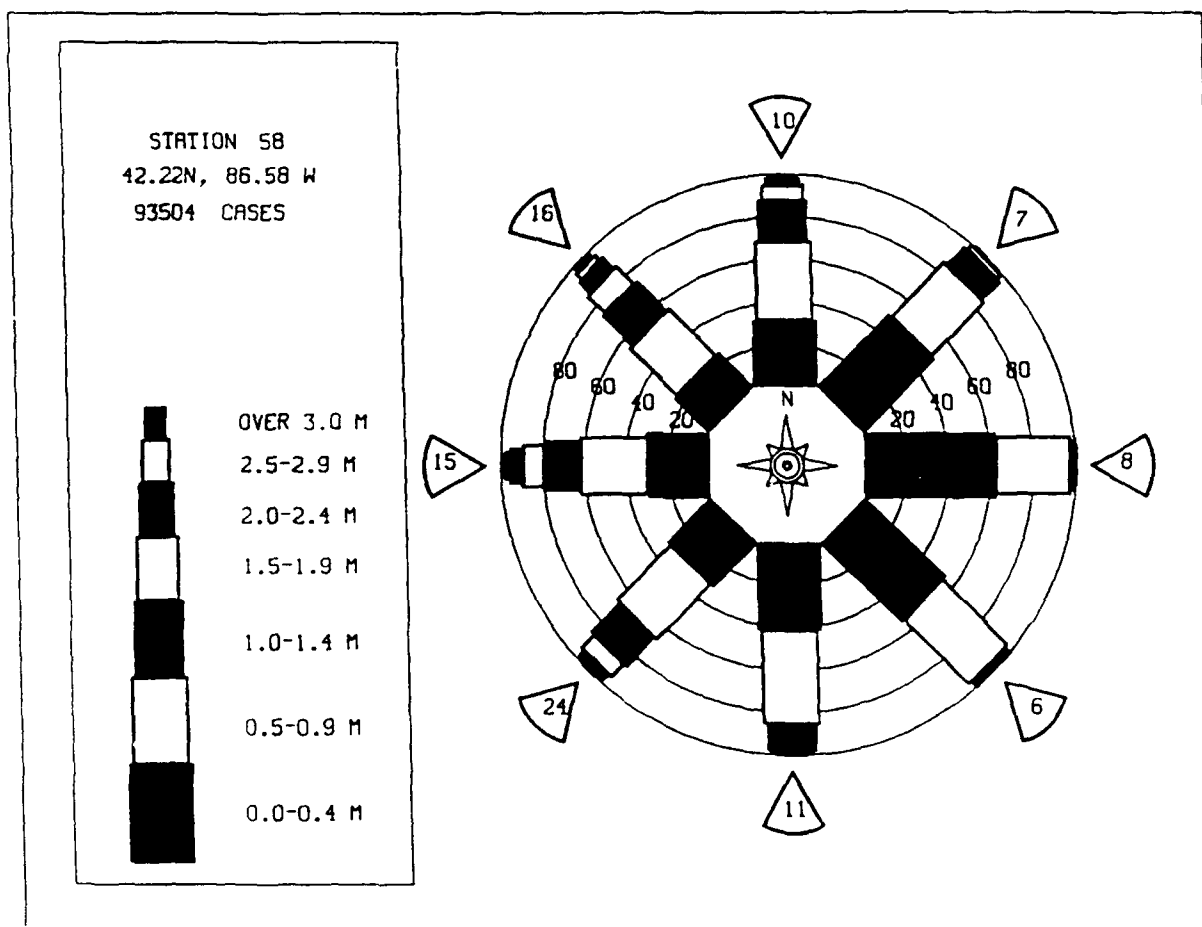 STATION 58
42.22N, 86.58 W
93504 CASES
OVER 3.0 M
2.5-2.9 M
2.0-2.4 M
1.5-1.9 M
1.0-1.4 M
0.5-0.9 M
0.0-0.4 M
10
16
7
80
60
40
20
N
20
40
60
80
15
8
24
6
11